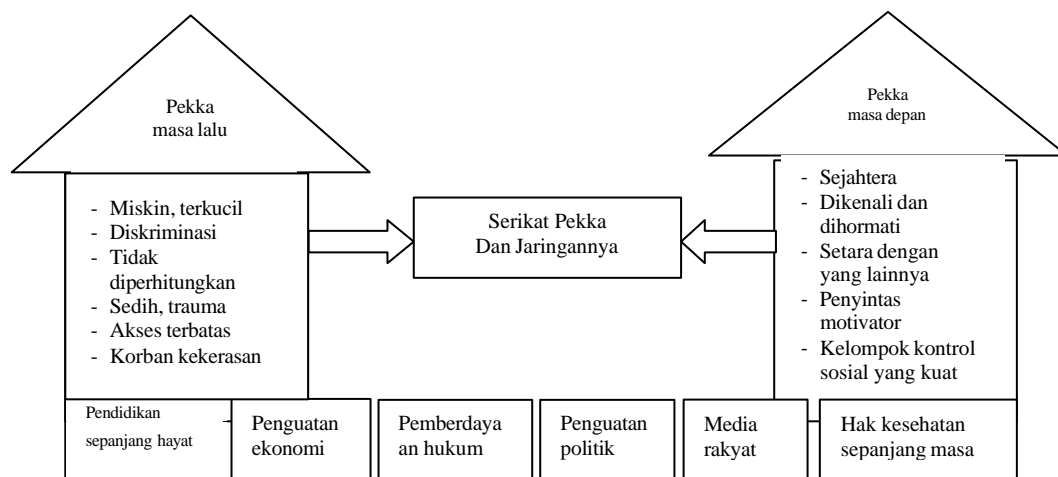 Pekka
masa lalu
- Miskin, terkucil
- Diskriminasi
- Tidak
diperhitungkan
- Sedih, trauma
- Akses terbatas
- Korban kekerasan
Serikat Pekka
Dan Jaringannya
Pekka
masa depan
- Sejahtera
- Dikenali dan
dihormati
- Setara dengan
yang lainnya
- Penyintas
motivator
- Kelompok kontrol
sosial yang kuat
Pendidikan
sepanjang hayat
Penguatan
ekonomi
Pemberdaya
an hukum
Penguatan
politik
Media
rakyat
Hak kesehatan
sepanjang masa